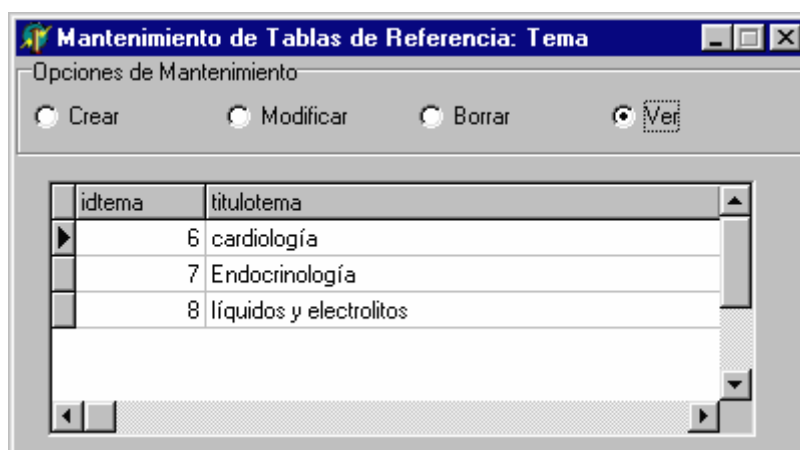 Mantenimiento de Tablas de Referencia: Tema
Opciones de Mantenimiento
Crear Modificar Borrar Ver
idtema titulotema
6 cardiología
7 Endocrinología
8 líquidos y electrolitos